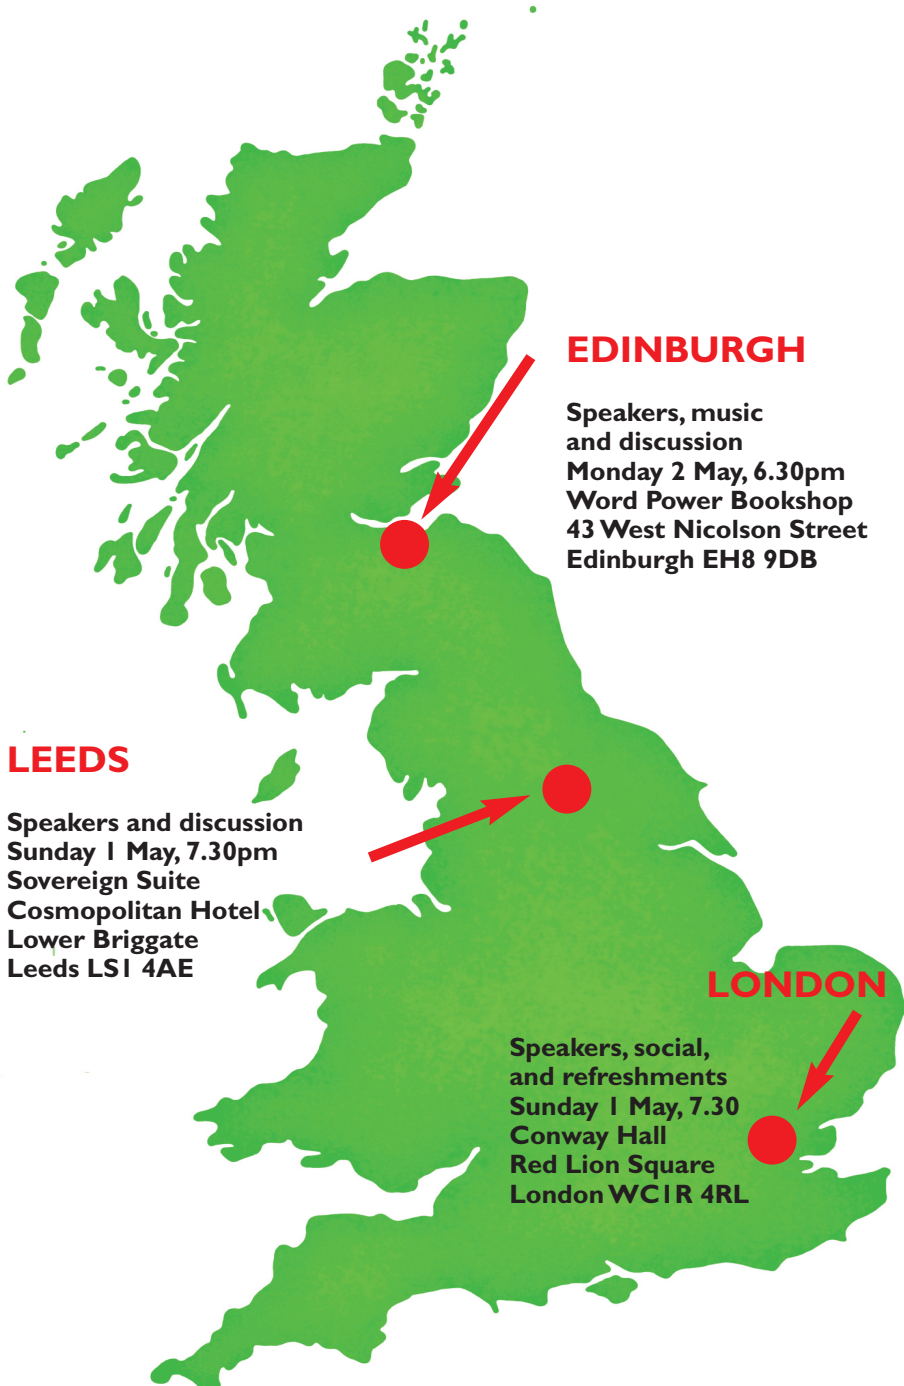 EDINBURGH
Speakers, music
and discussion
Monday 2 May, 6.30pm
Word Power Bookshop
43 West Nicolson Street
Edinburgh EH8 9DB
LEEDS
Speakers and discussion
Sunday 1 May, 7.30pm
Sovereign Suite
Cosmopolitan Hotel
Lower Briggate
Leeds LS1 4AE
LONDON
Speakers, social,
and refreshments
Sunday 1 May, 7.30
Conway Hall
Red Lion Square
London WC1R 4RL